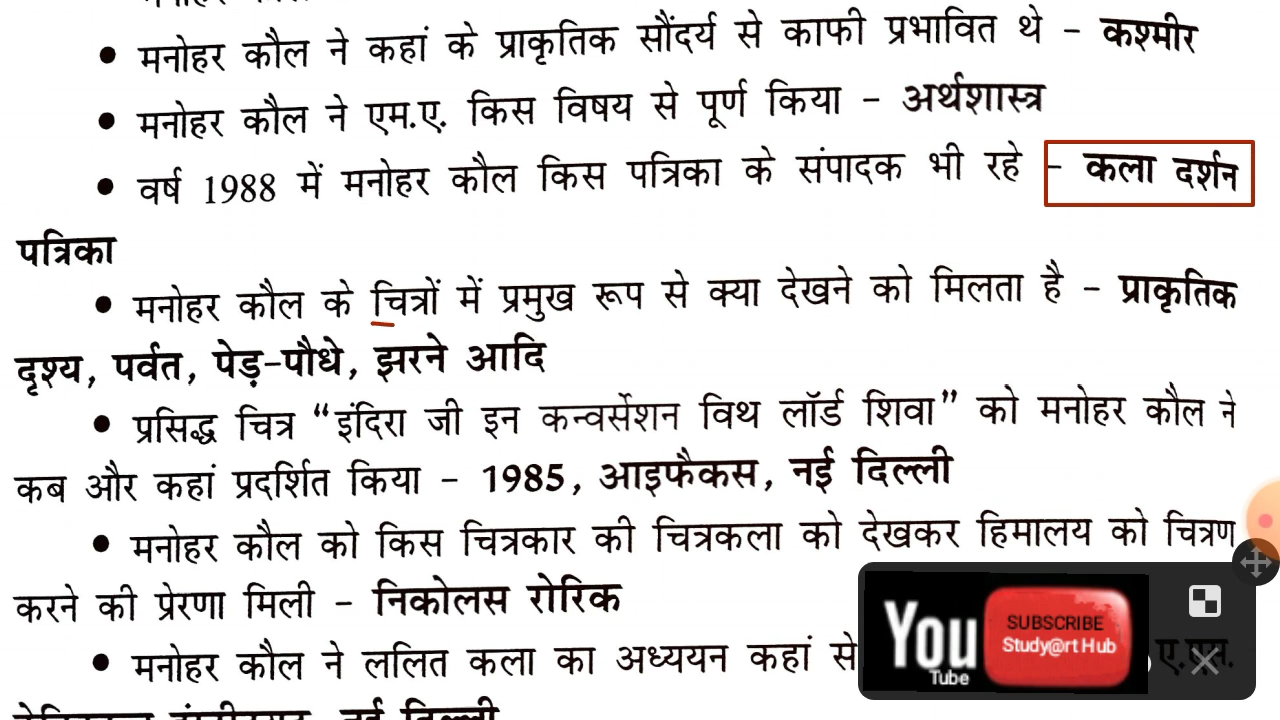 • मनोहर कौल ने कहां के प्राकृतिक सौंदर्य से काफी प्रभावित थे - कश्मीर
• मनोहर कौल ने एम.ए. किस विषय से पूर्ण किया - अर्थशास्त्र
• वर्ष 1988 में मनोहर कौल किस पत्रिका के संपादक भी रहे - कला दर्शन
पत्रिका
• मनोहर कौल के चित्रों में प्रमुख रूप से क्या देखने को मिलता है - प्राकृतिक
दृश्य, पर्वत, पेड़-पौधे, झरने आदि
• प्रसिद्ध चित्र “इंदिरा जी इन कन्वर्सेशन विथ लॉर्ड शिवा” को मनोहर कौल ने
कब और कहां प्रदर्शित किया - 1985, आइफैकस, नई दिल्ली
• मनोहर कौल को किस चित्रकार की चित्रकला को देखकर हिमालय को चित्रण
करने की प्रेरणा मिली - निकोलस रोरिक
• मनोहर कौल ने ललित कला का अध्ययन कहां से
नई दिल्ली
You
Tube
SUBSCRIBE
Study@rt Hub